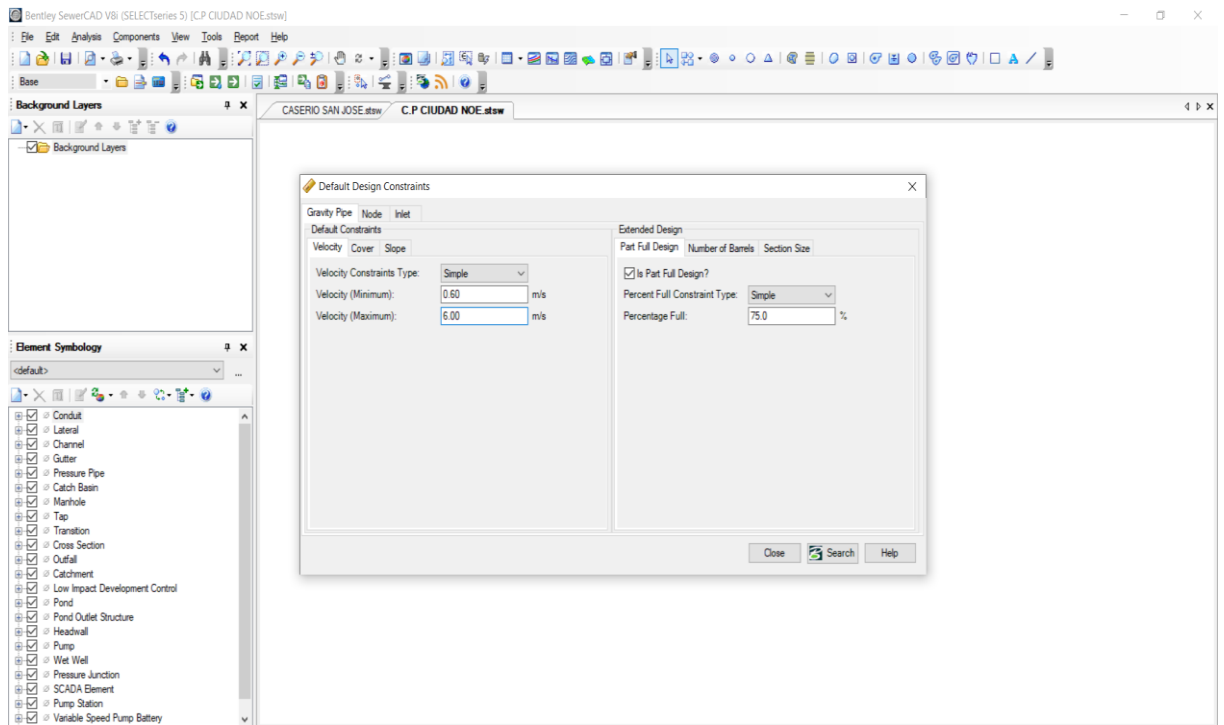 Bentley SewerCAD V8i (SELECTseries 5) [C.P CIUDAD NOE.stsw]
File Edit Analysis Components View Tools Report Help
Base
Background Layers
Background Layers
Element Symbology
<default>
...
Conduit
Lateral
Channel
Gutter
Pressure Pipe
Catch Basin
Manhole
Tap
Transition
Cross Section
Outfall
Catchment
Low Impact Development Control
Pond
Pond Outlet Structure
Headwall
Pump
Wet Well
Pressure Junction
SCADA Element
Pump Station
Variable Speed Pump Battery
CASERIO SAN JOSE.stsw C.P CIUDAD NOE.stsw
Default Design Constraints
Gravity Pipe Node Inlet
Default Constraints
Velocity Cover Slope
Velocity Constraints Type: Simple
Velocity (Minimum): 0.60 m/s
Velocity (Maximum): 6.00 m/s
Extended Design
Part Full Design Number of Barrels Section Size
Is Part Full Design?
Percent Full Constraint Type: Simple
Percentage Full: 75.0 %
Close Search Help